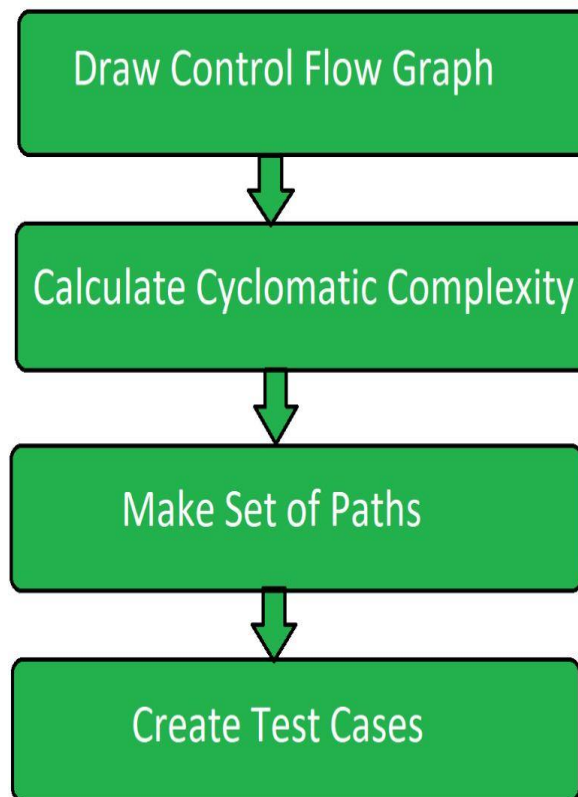 Draw Control Flow Graph
Calculate Cyclomatic Complexity
Make Set of Paths
Create Test Cases